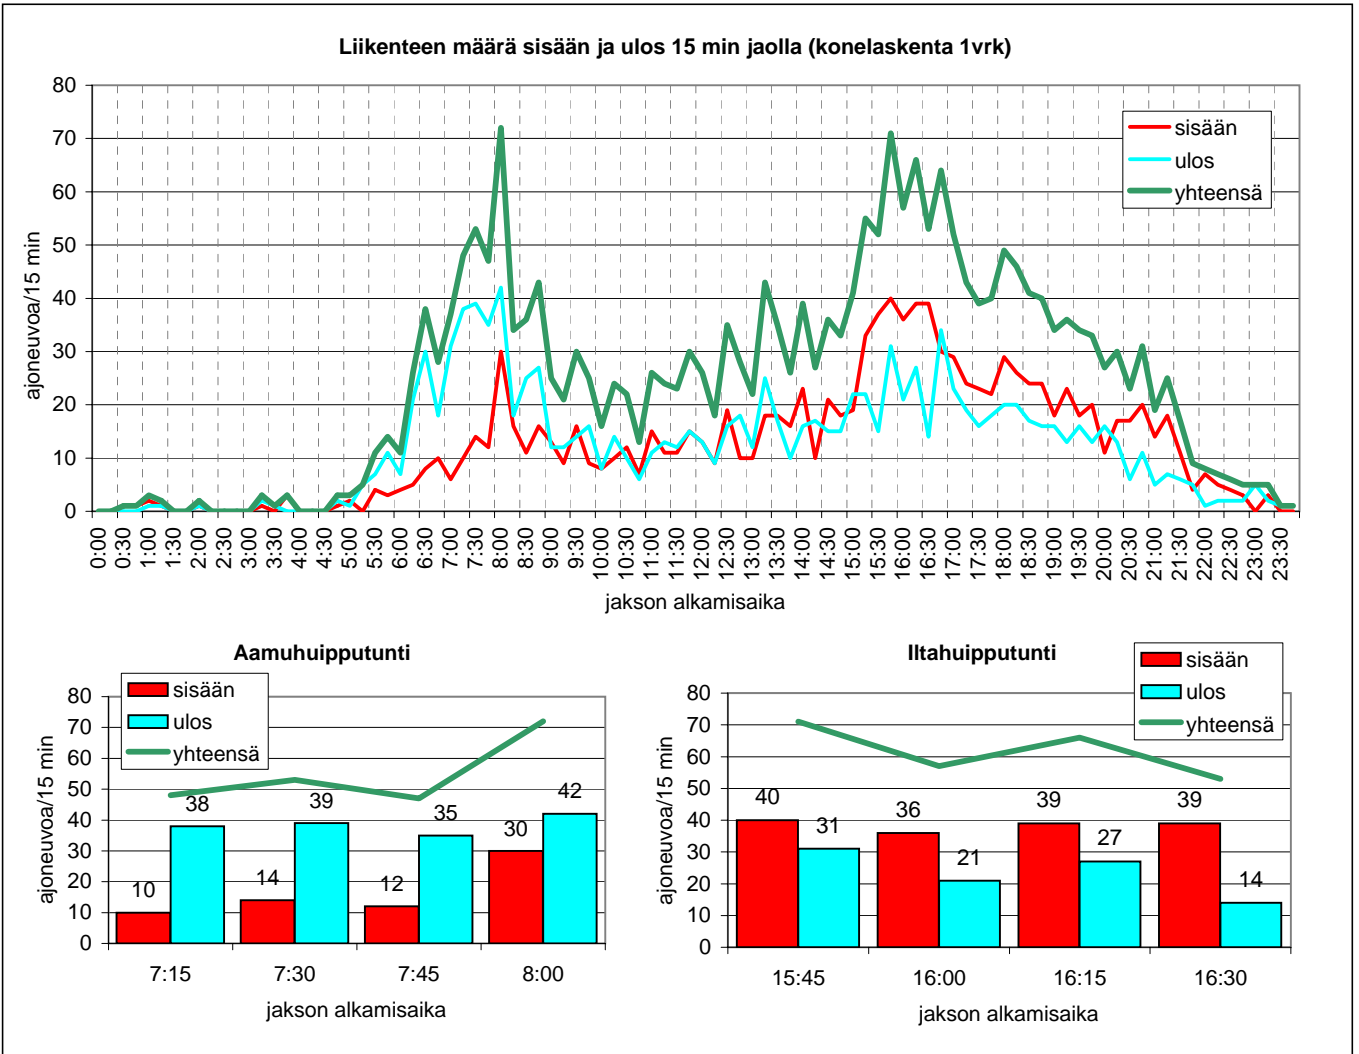 Liikenteen määrä sisään ja ulos 15 min jaolla (konelaskenta 1vrk)
80
70
60
50
40
30
20
10
0
ajoneuvoa/15 min
sisään
ulos
yhteensä
0:00 0:30 1:00 1:30 2:00 2:30 3:00 3:30 4:00 4:30 5:00 5:30 6:00 6:30 7:00 7:30 8:00 8:30 9:00 9:30 10:00 10:30 11:00 11:30 12:00 12:30 13:00 13:30 14:00 14:30 15:00 15:30 16:00 16:30 17:00 17:30 18:00 18:30 19:00 19:30 20:00 20:30 21:00 21:30 22:00 22:30 23:00 23:30
jakson alkamisaika
Aamuhuipputunti
sisään
ulos
yhteensä
80
70
60
50
40
30
20
10
0
ajoneuvoa/15 min
10 38 14 39 12 35 30 42
7:15 7:30 7:45 8:00
jakson alkamisaika
Iltahuipputunti
sisään
ulos
yhteensä
80
70
60
50
40
30
20
10
0
ajoneuvoa/15 min
40 31 36 21 39 27 39 14
15:45 16:00 16:15 16:30
jakson alkamisaika